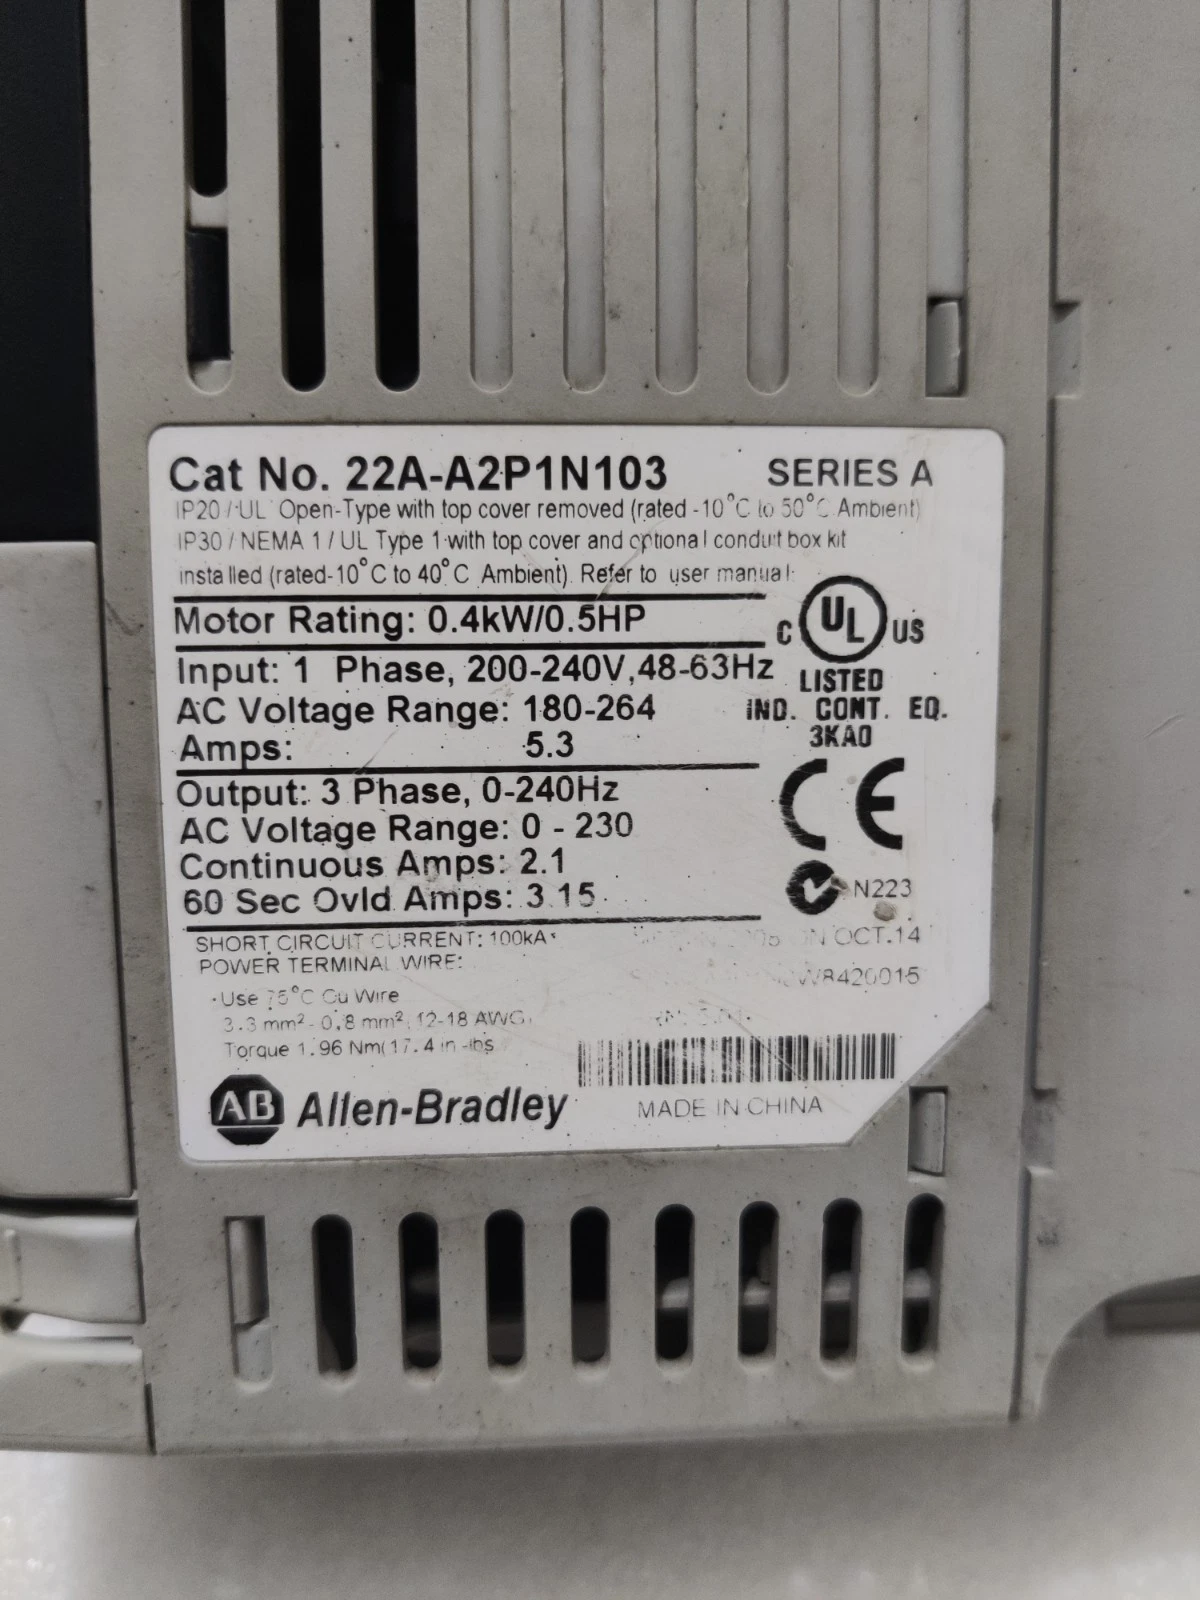 Cat No. 22A-A2P1N103 SERIES A
IP20 / UL Open-Type with top cover removed (rated -10°C to 50°C Ambient)
IP30 / NEMA 1 / UL Type 1 with top cover and optional conduit box kit
installed (rated-10°C to 40°C Ambient). Refer to user manual.
Motor Rating: 0.4kW/0.5HP
C UL US
LISTED
IND. CONT. EQ.
3KA0
Input: 1 Phase, 200-240V,48-63Hz
AC Voltage Range: 180-264
Amps: 5.3
CE
Output: 3 Phase, 0-240Hz
AC Voltage Range: 0 - 230
Continuous Amps: 2.1
60 Sec Ovld Amps: 3.15
N223
SHORT CIRCUIT CURRENT: 100kA
OCT.14
POWER TERMINAL WIRE:
W8420015
Use 75°C Cu Wire
3.3 mm² - 0.8 mm², 12-18 AWG
Torque 1.96 Nm(17.4 in-lbs
AB Allen-Bradley
MADE IN CHINA